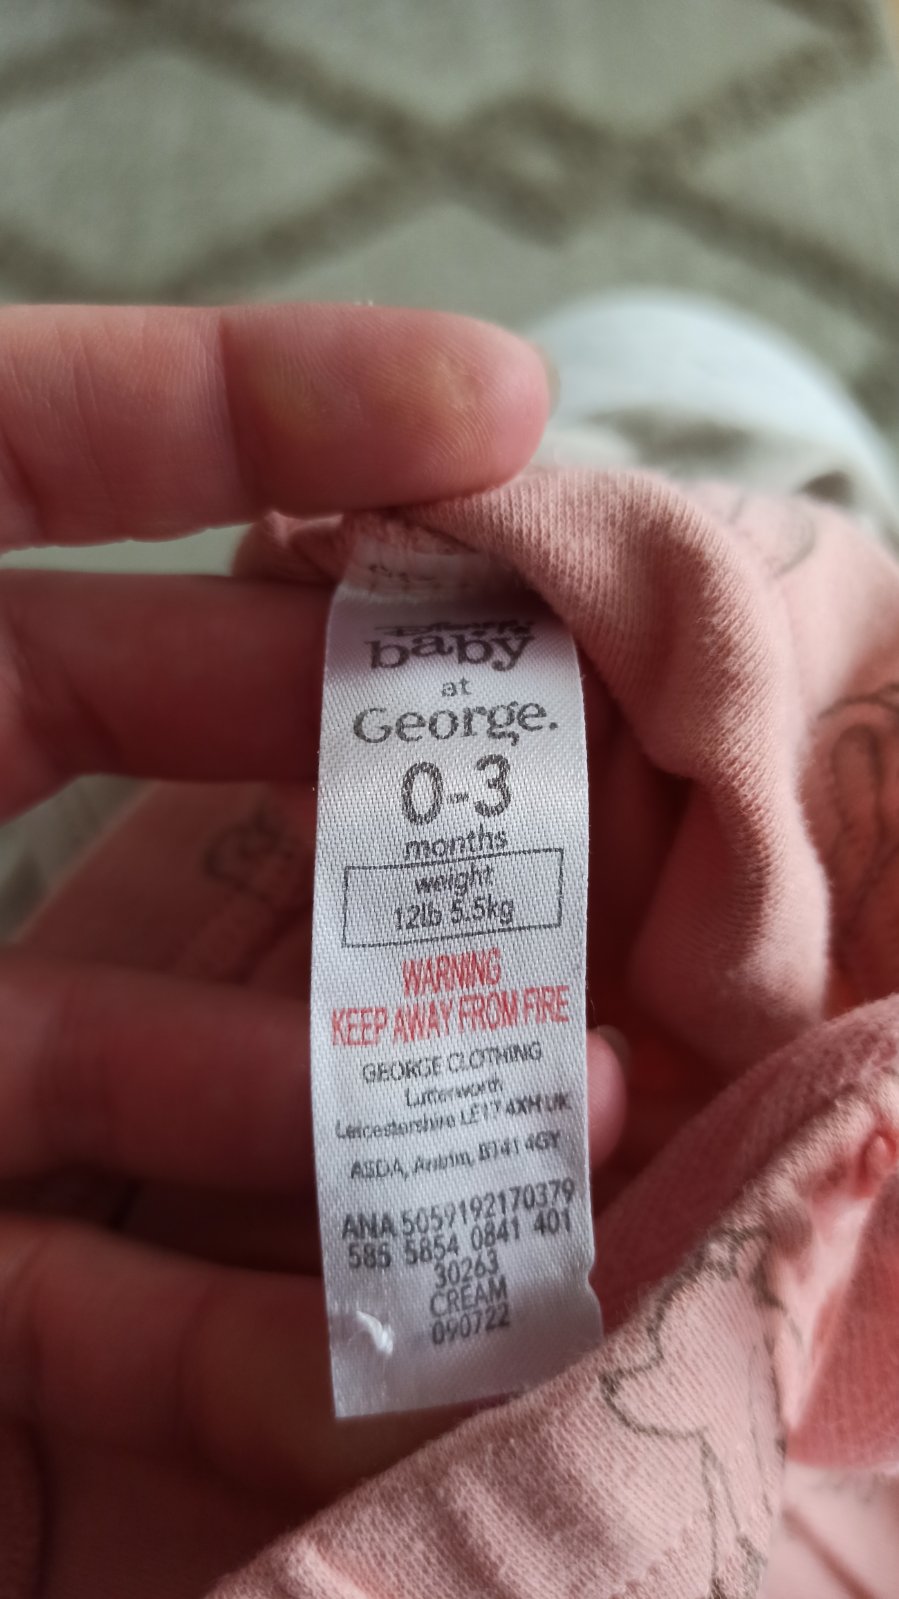 Disney
baby
at
George.
0-3
months
weight
12lb 5.5kg
WARNING
KEEP AWAY FROM FIRE
GEORGE CLOTHING
Lutterworth
Leicestershire LE17 4XH UK
ASDA, Antrim, BT41 4GY
ANA 5059192170379
585 5854 0841 401
30263
CREAM
090722